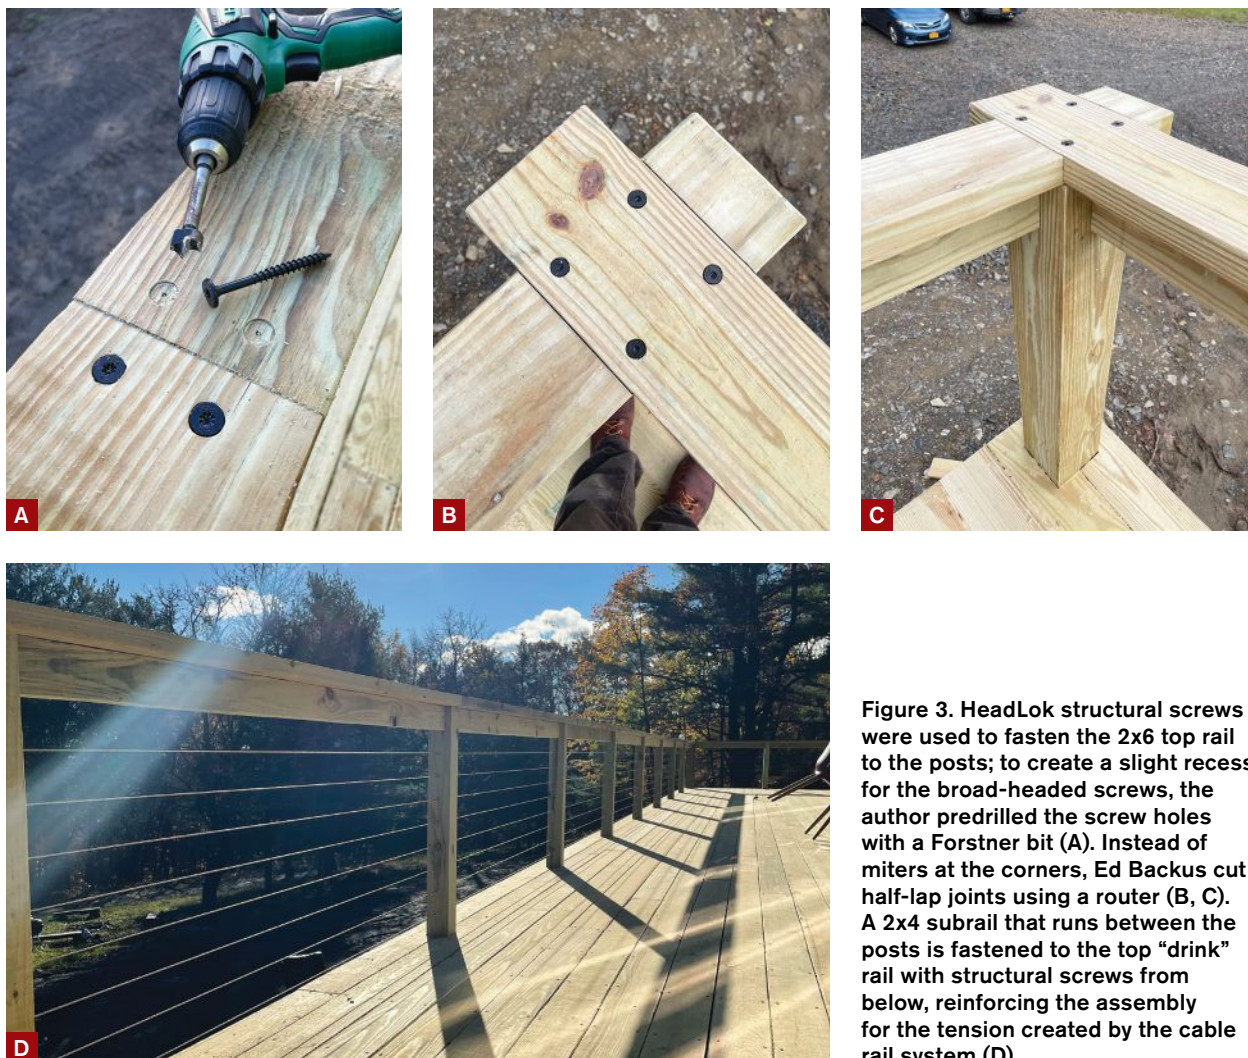 A
B
C
D
Figure 3. HeadLok structural screws
were used to fasten the 2x6 top rail
to the posts; to create a slight recess
for the broad-headed screws, the
author predrilled the screw holes
with a Forstner bit (A). Instead of
miters at the corners, Ed Backus cut
half-lap joints using a router (B, C).
A 2x4 subrail that runs between the
posts is fastened to the top “drink”
rail with structural screws from
below, reinforcing the assembly
for the tension created by the cable
rail system (D)